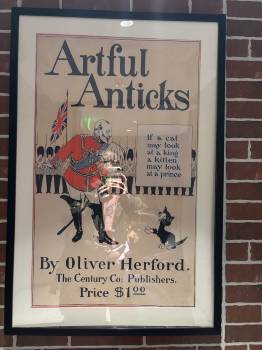 Artful
Anticks
if a cat
may look
at a king
a kitten
may look
at a prince
By Oliver Herford.
The Century Co. Publishers.
Price $1 00